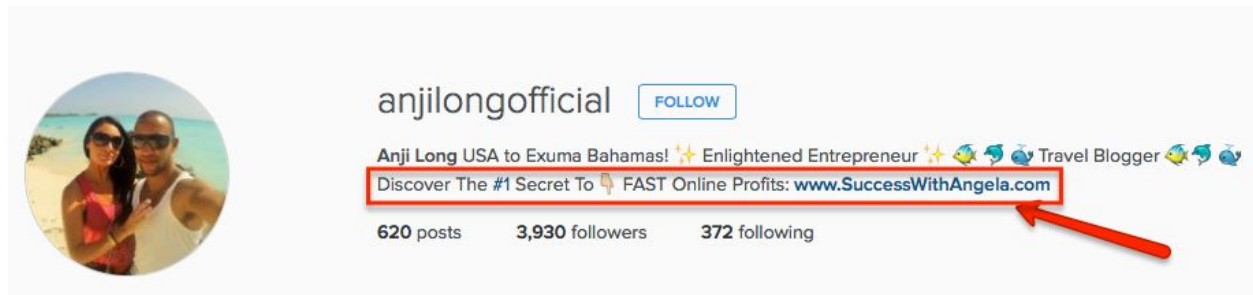 anjilongofficial FOLLOW
Anji Long USA to Exuma Bahamas! ✨ Enlightened Entrepreneur ✨ 🐠 🐬 🐳 Travel Blogger 🐠 🐬 🐳
Discover The #1 Secret To 👇🏼 FAST Online Profits: www.SuccessWithAngela.com
620 posts 3,930 followers 372 following